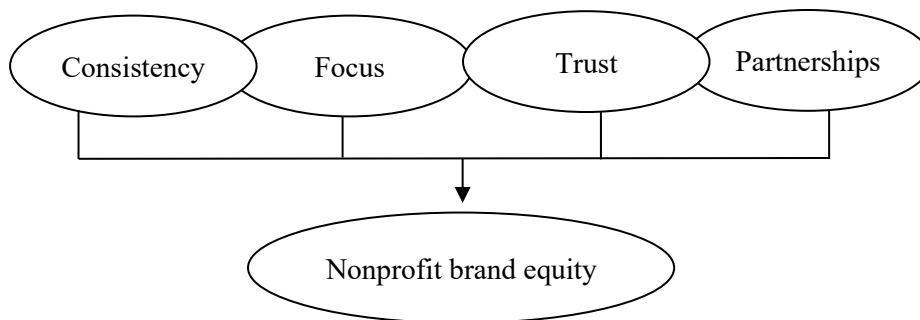 Consistency
Focus
Trust
Partnerships
Nonprofit brand equity